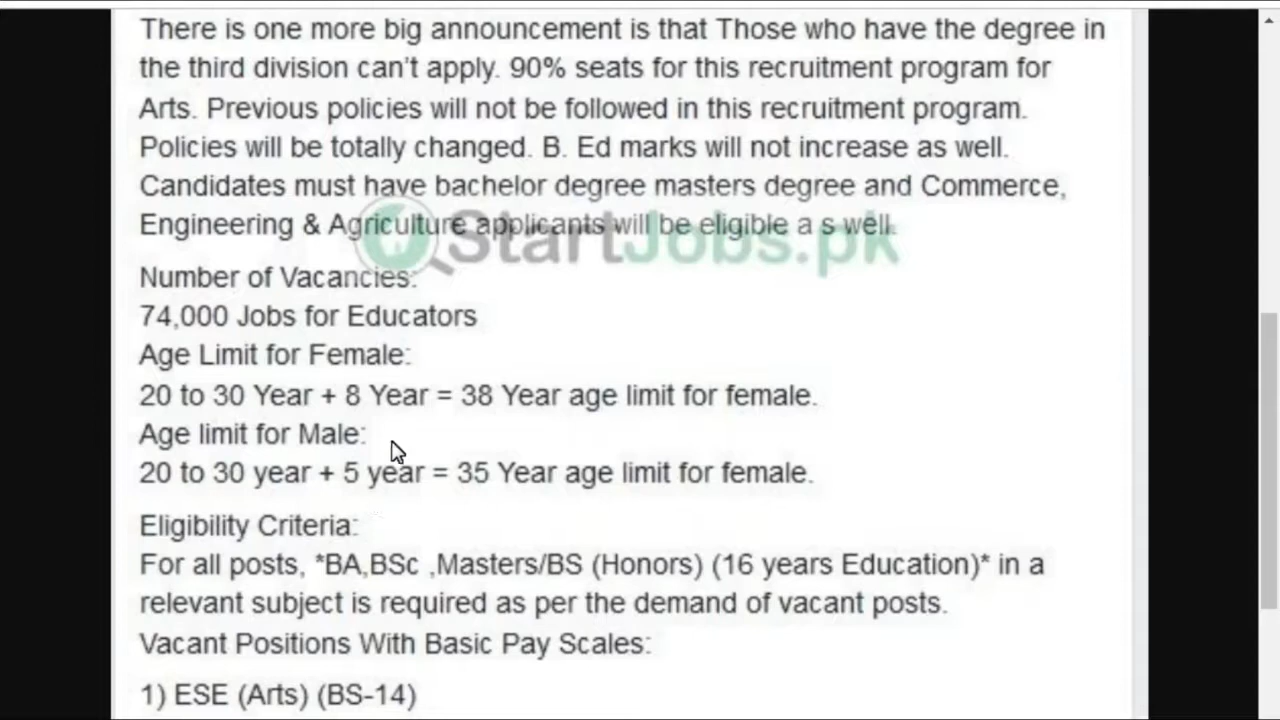 There is one more big announcement is that Those who have the degree in
the third division can't apply. 90% seats for this recruitment program for
Arts. Previous policies will not be followed in this recruitment program.
Policies will be totally changed. B. Ed marks will not increase as well.
Candidates must have bachelor degree masters degree and Commerce,
Engineering & Agriculture applicants will be eligible a s well.
StartJobs.pk
Number of Vacancies:
74,000 Jobs for Educators
Age Limit for Female:
20 to 30 Year + 8 Year = 38 Year age limit for female.
Age limit for Male:
20 to 30 year + 5 year = 35 Year age limit for female.
Eligibility Criteria:
For all posts, *BA,BSc ,Masters/BS (Honors) (16 years Education)* in a
relevant subject is required as per the demand of vacant posts.
Vacant Positions With Basic Pay Scales:
1) ESE (Arts) (BS-14)